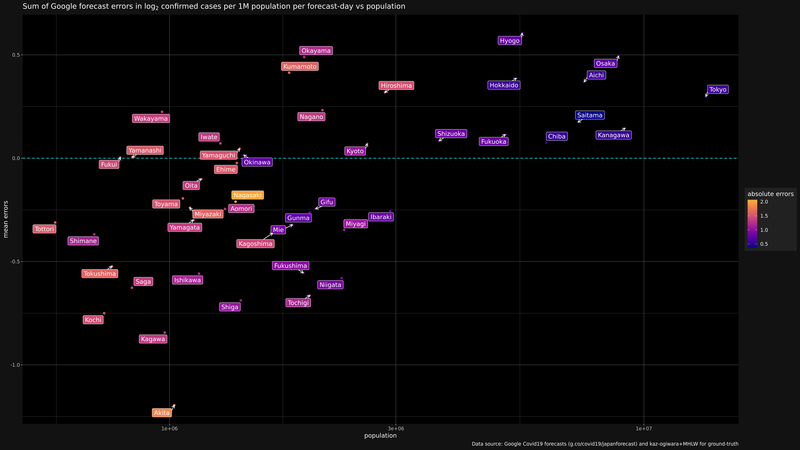 Sum of Google forecast errors in log₂ confirmed cases per 1M population per forecast-day vs population
Hyogo
Okayama
0.5
Osaka
Kumamoto
Aichi
Hiroshima
Hokkaido
Tokyo
Wakayama
Nagano
Saitama
Iwate
Shizuoka
Chiba
Kanagawa
Fukuoka
Yamanashi
Kyoto
Yamaguchi
0.0
Fukui
Okinawa
Ehime
Oita
absolute errors
Nagasaki
2.0
Toyama
Gifu
Aomori
1.5
Miyazaki
mean errors
Gunma
Ibaraki
1.0
Yamagata
Miyagi
Tottori
Mie
0.5
Shimane
Kagoshima
-0.5
Fukushima
Tokushima
Saga
Ishikawa
Niigata
Tochigi
Shiga
Kochi
Kagawa
-1.0
Akita
1e+06
3e+06
1e+07
population
Data source: Google Covid19 forecasts (g.co/covid19/japanforecast) and kaz-ogiwara+MHLW for ground-truth